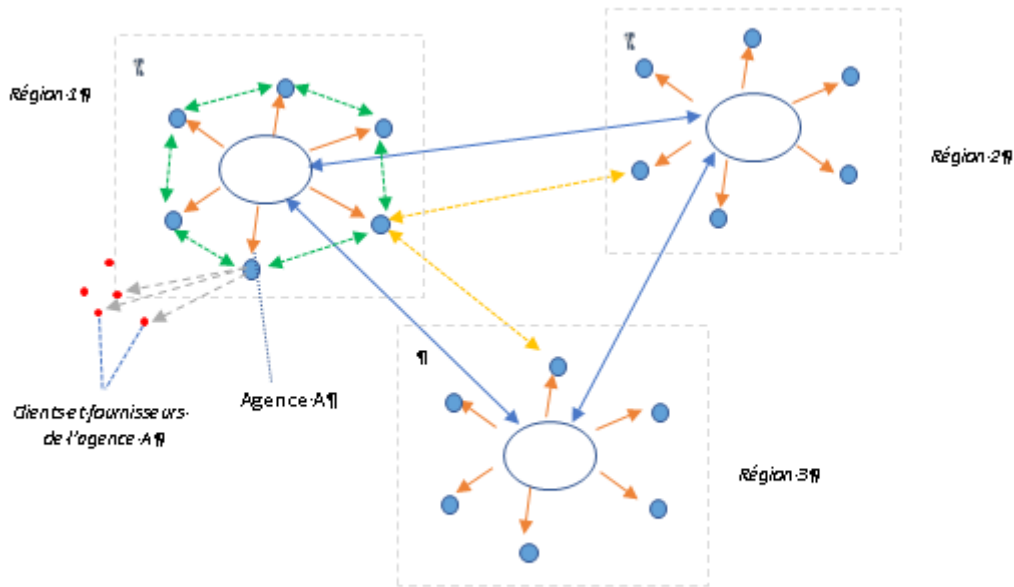 ¶
¶
Région·1¶
Région·2¶
¶
Agence·A¶
Clients·et·fournisseurs·
de·l'agence·A¶
Région·3¶